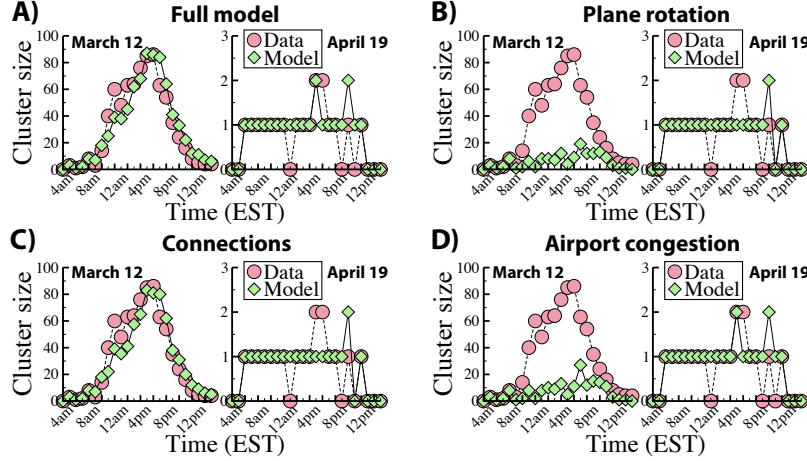 A) Full model
March 12
Data
Model
April 19
Cluster size
100
80
60
40
20
0
3
2
1
0
4am 8am 12am 4pm 8pm 12pm
4am 8am 12am 4pm 8pm 12pm
Time (EST)
B) Plane rotation
March 12
Data
Model
April 19
Cluster size
100
80
60
40
20
0
3
2
1
0
4am 8am 12am 4pm 8pm 12pm
4am 8am 12am 4pm 8pm 12pm
Time (EST)
C) Connections
March 12
Data
Model
April 19
Cluster size
100
80
60
40
20
0
3
2
1
0
4am 8am 12am 4pm 8pm 12pm
4am 8am 12am 4pm 8pm 12pm
Time (EST)
D) Airport congestion
March 12
Data
Model
April 19
Cluster size
100
80
60
40
20
0
3
2
1
0
4am 8am 12am 4pm 8pm 12pm
4am 8am 12am 4pm 8pm 12pm
Time (EST)